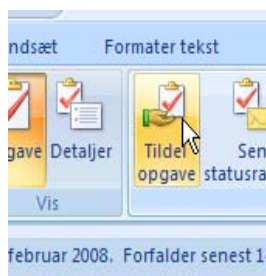 ndsæt Formater tekst
gave Detaljer Tildel Sen
opgave statusra
Vis
februar 2008. Forfalder senest 1